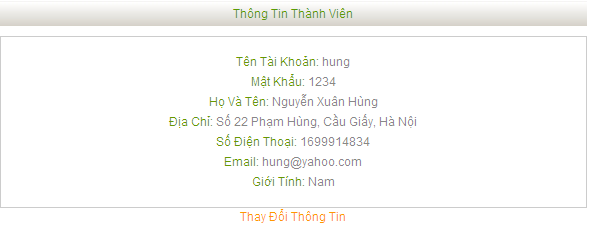 Thông Tin Thành Viên
Tên Tài Khoản: hung
Mật Khẩu: 1234
Họ Và Tên: Nguyễn Xuân Hùng
Địa Chỉ: Số 22 Phạm Hùng, Cầu Giấy, Hà Nội
Số Điện Thoại: 1699914834
Email: hung@yahoo.com
Giới Tính: Nam
Thay Đổi Thông Tin